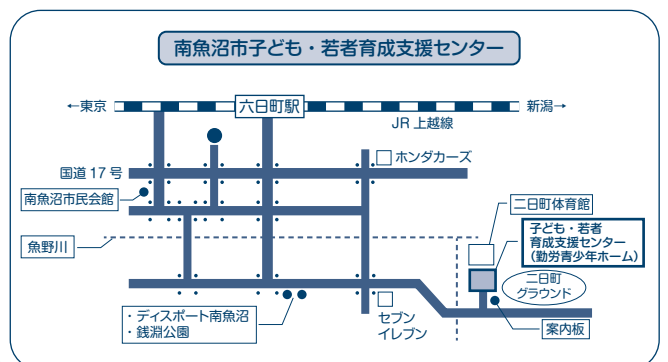 南魚沼市子ども・若者育成支援センター
←東京
六日町駅
新潟→
JR上越線
国道17号
ホンダカーズ
南魚沼市民会館
二日町体育館
子ども・若者
育成支援センター
（勤労青少年ホーム）
魚野川
二日町
グラウンド
・ディスポート南魚沼
・銭淵公園
セブン
イレブン
案内板